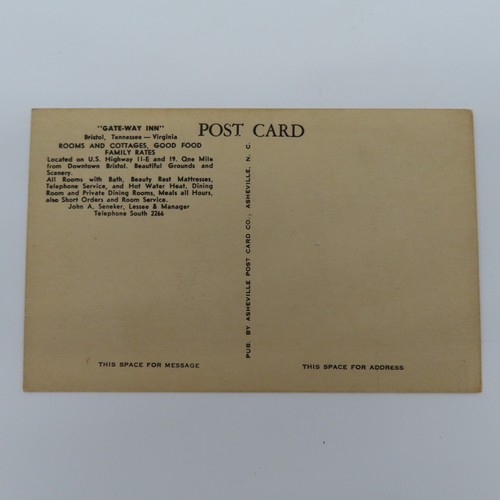 "GATE-WAY INN"
Bristol, Tennessee — Virginia
ROOMS AND COTTAGES, GOOD FOOD
FAMILY RATES
Located on U.S. Highway 11-E and 19. One Mile
from Downtown Bristol. Beautiful Grounds and
Scenery.
All Rooms with Bath, Beauty Rest Mattresses,
Telephone Service, and Hot Water Heat, Dining
Room and Private Dining Rooms, Meals all Hours,
also Short Orders and Room Service.
John A. Seneker, Lessee & Manager
Telephone South 2266
POST CARD
PUB. BY ASHEVILLE POST CARD CO., ASHEVILLE, N. C.
THIS SPACE FOR MESSAGE
THIS SPACE FOR ADDRESS